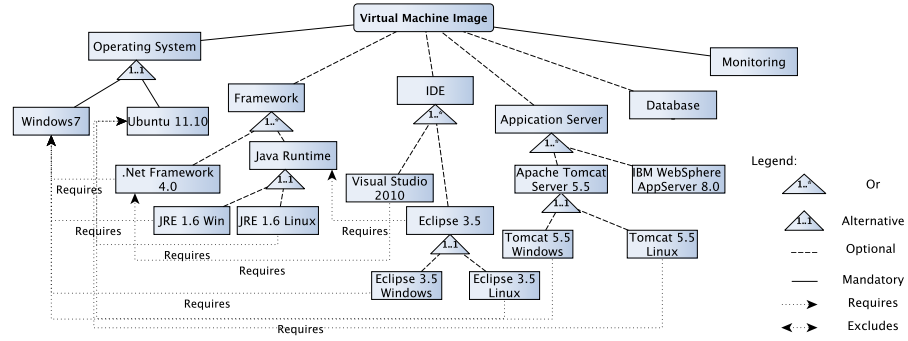 Virtual Machine Image
Operating System
1..1
Monitoring
Framework
IDE
Database
Windows7
Ubuntu 11.10
1..*
1..*
Appication Server
1..*
Java Runtime
Legend:
.Net Framework
4.0
1..1
Visual Studio
2010
Apache Tomcat
Server 5.5
IBM WebSphere
AppServer 8.0
1..*
Or
Requires
JRE 1.6 Win
JRE 1.6 Linux
Eclipse 3.5
1..1
1..1
Alternative
Requires
Requires
1..1
Tomcat 5.5
Windows
Tomcat 5.5
Linux
Optional
Requires
Requires
Eclipse 3.5
Windows
Eclipse 3.5
Linux
Mandatory
Requires
Requires
Requires
Excludes